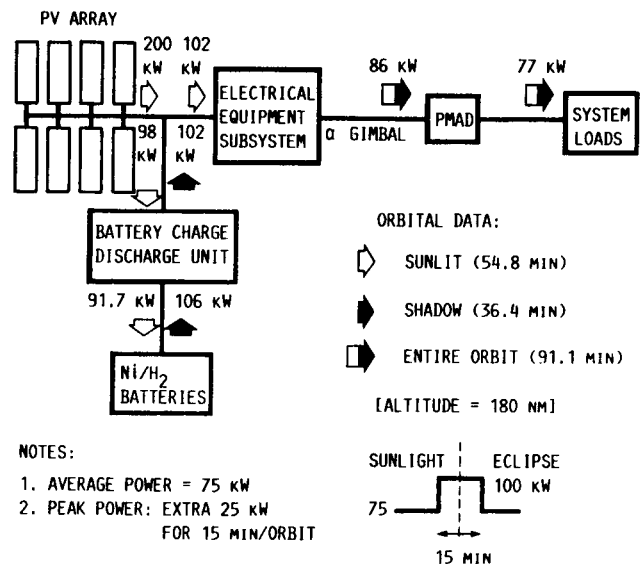 PV ARRAY
200 102
KW KW
86 KW
77 KW
ELECTRICAL
EQUIPMENT
SUBSYSTEM
α GIMBAL
PMAD
SYSTEM
LOADS
98 102
KW KW
BATTERY CHARGE
DISCHARGE UNIT
91.7 KW 106 KW
Ni/H2
BATTERIES
ORBITAL DATA:
SUNLIT (54.8 MIN)
SHADOW (36.4 MIN)
ENTIRE ORBIT (91.1 MIN)
[ALTITUDE = 180 NM]
NOTES:
1. AVERAGE POWER = 75 KW
2. PEAK POWER: EXTRA 25 KW
FOR 15 MIN/ORBIT
SUNLIGHT ECLIPSE
100 KW
75
15 MIN